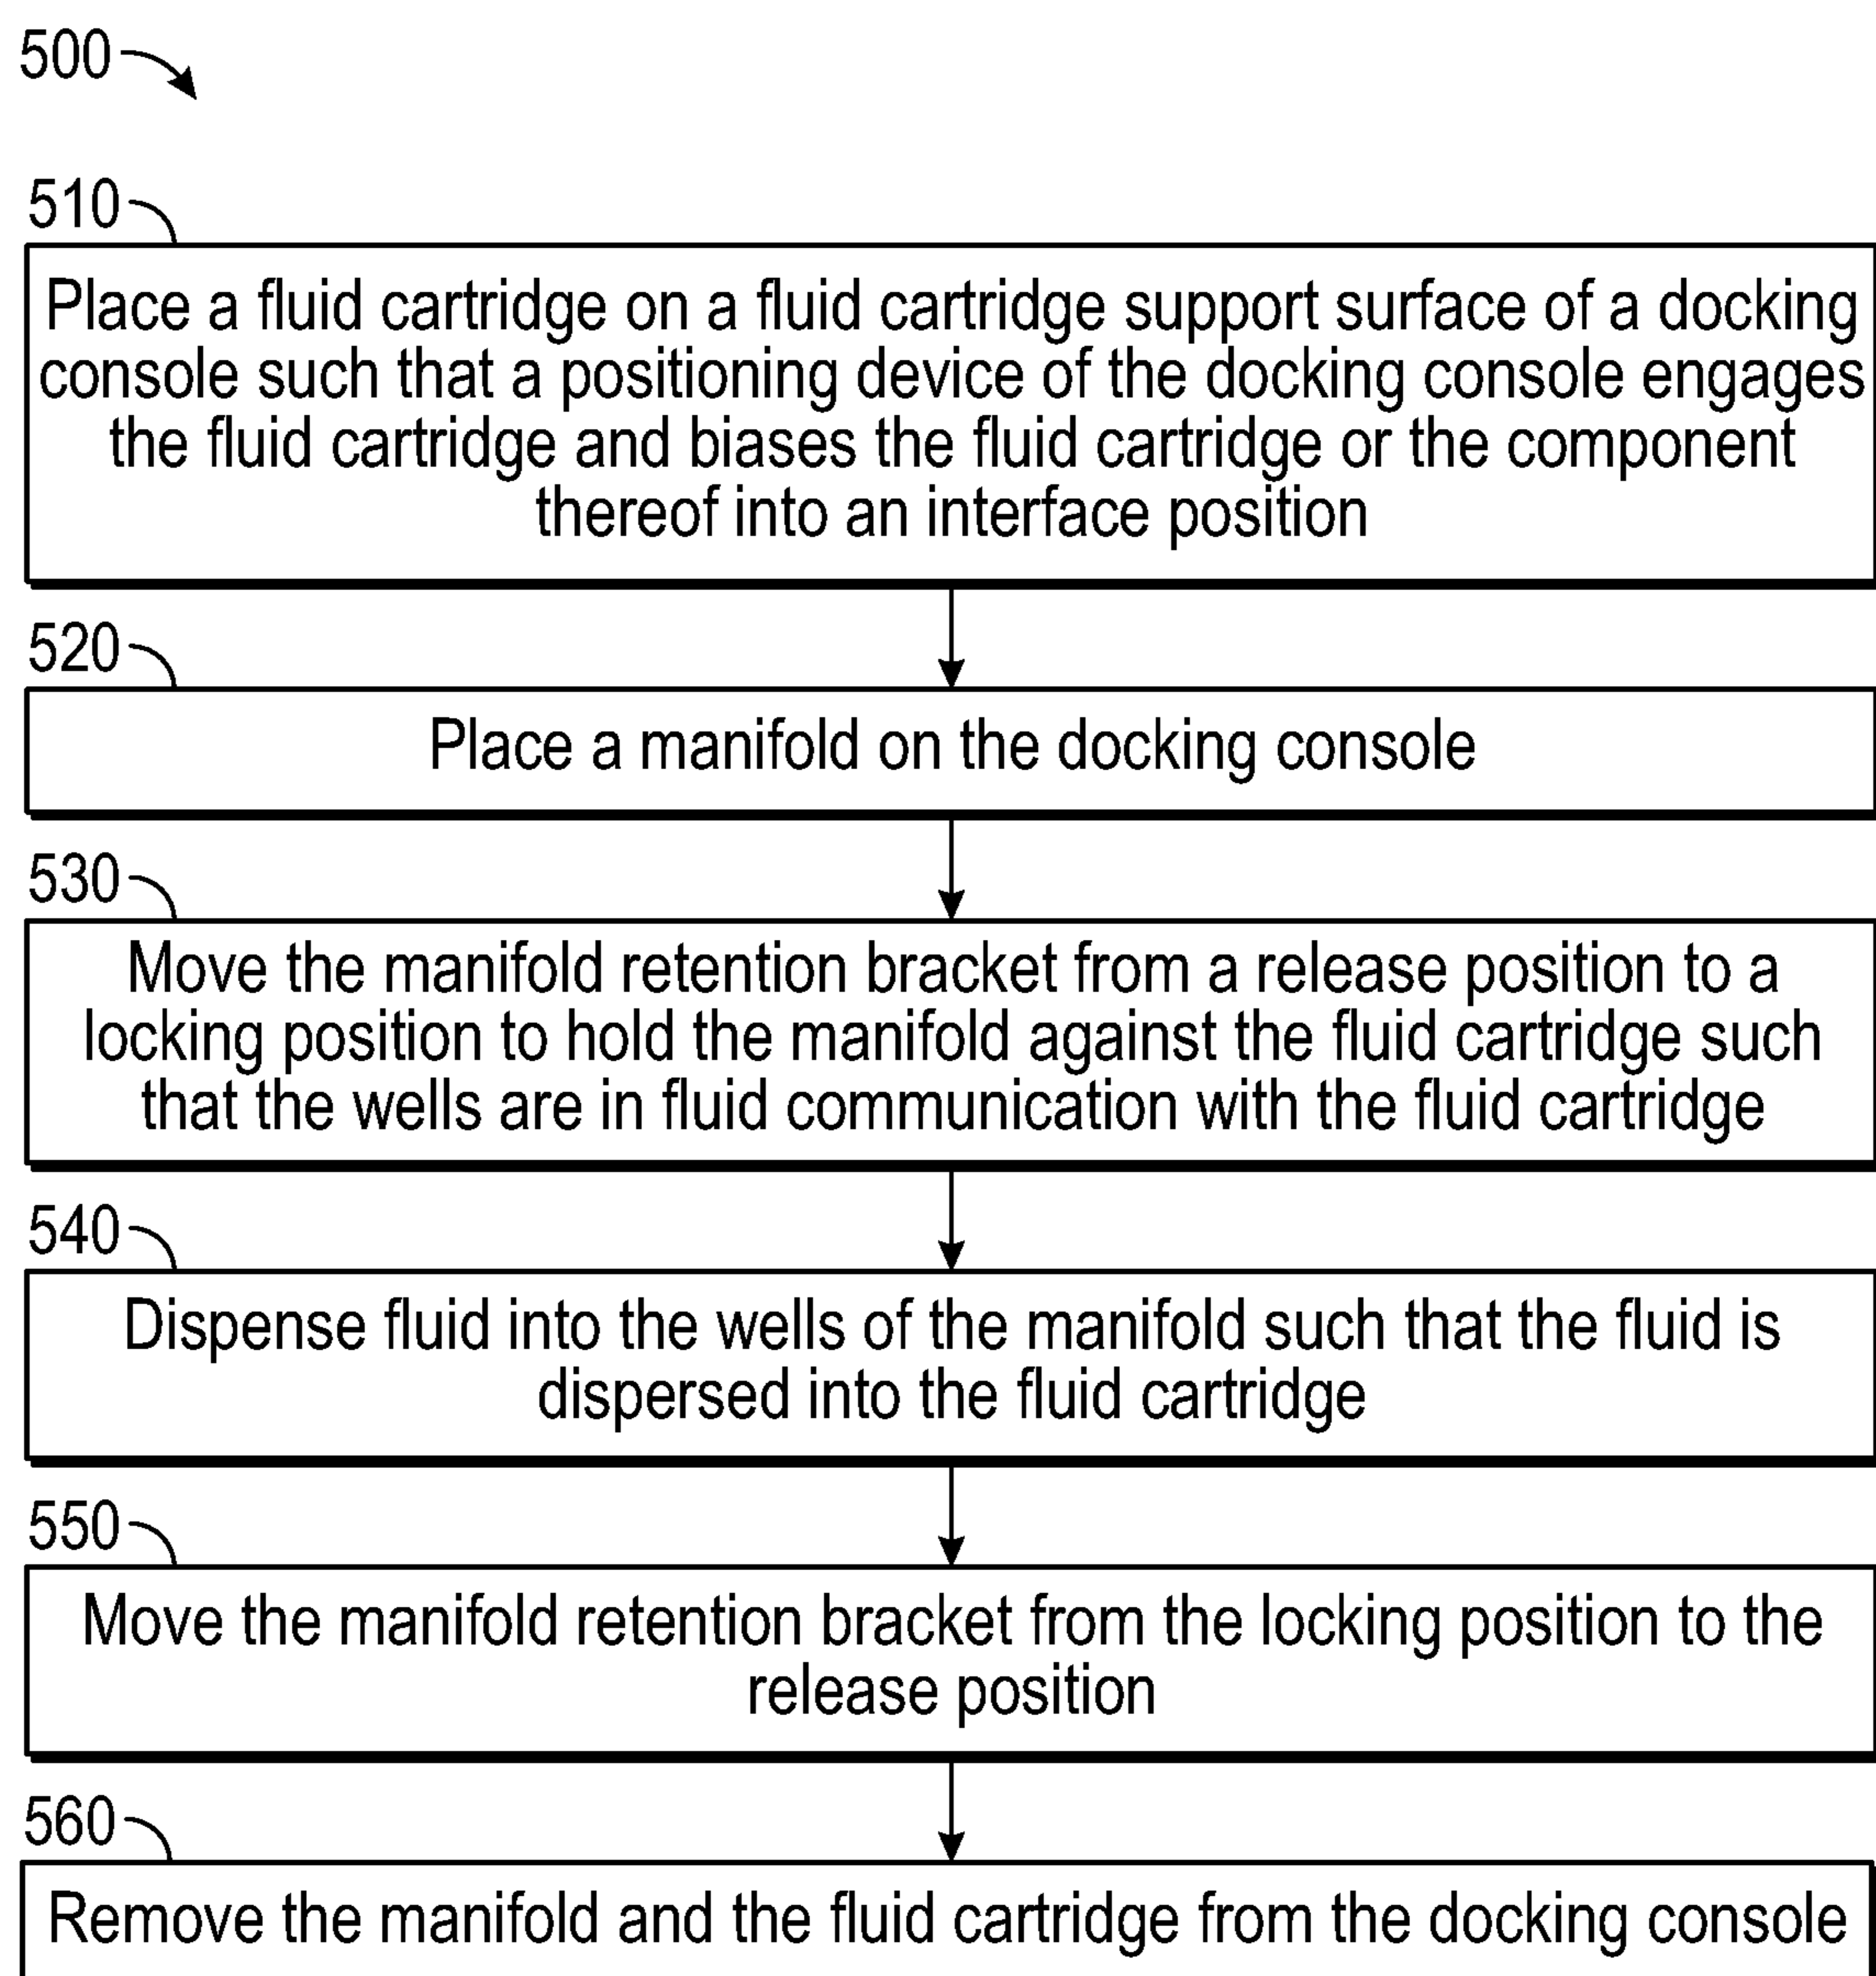 500
510
Place a fluid cartridge on a fluid cartridge support surface of a docking
console such that a positioning device of the docking console engages
the fluid cartridge and biases the fluid cartridge or the component
thereof into an interface position
520
Place a manifold on the docking console
530
Move the manifold retention bracket from a release position to a
locking position to hold the manifold against the fluid cartridge such
that the wells are in fluid communication with the fluid cartridge
540
Dispense fluid into the wells of the manifold such that the fluid is
dispersed into the fluid cartridge
550
Move the manifold retention bracket from the locking position to the
release position
560
Remove the manifold and the fluid cartridge from the docking console